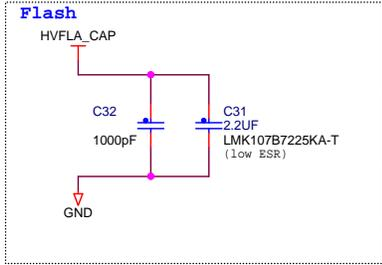 Flash
HVFLA_CAP
C32
1000pF
C31
2.2UF
LMK107B7225KA-T
(low ESR)
GND